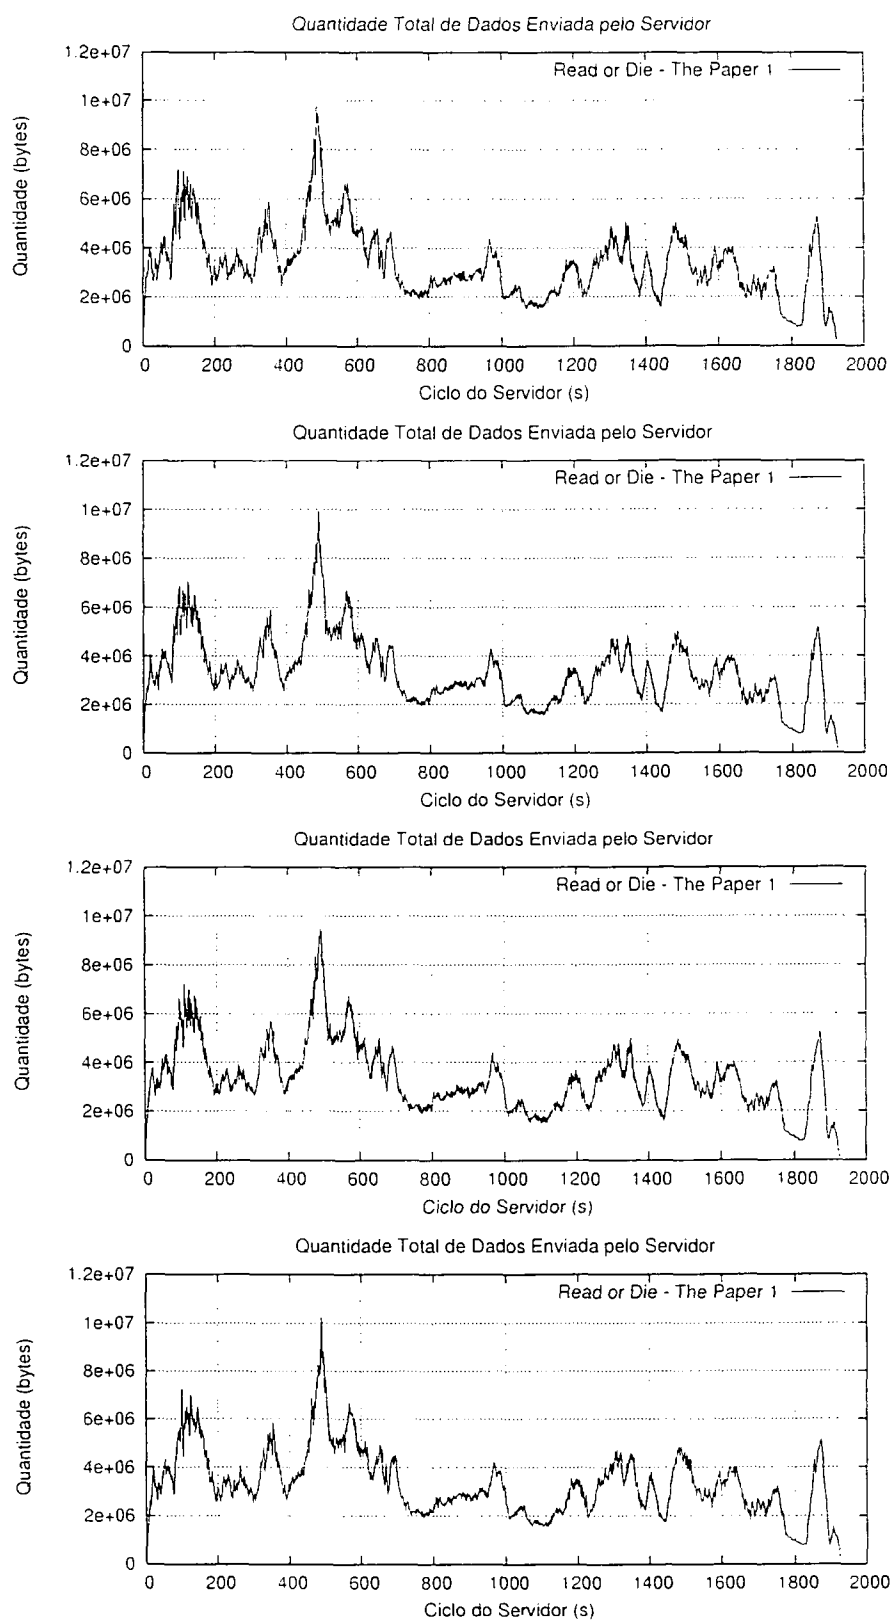 Quantidade Total de Dados Enviada pelo Servidor
1.2e+07
Read or Die - The Paper 1
1e+07
8e+06
6e+06
4e+06
2e+06
0
Quantidade (bytes)
0 200 400 600 800 1000 1200 1400 1600 1800 2000
Ciclo do Servidor (s)
Quantidade Total de Dados Enviada pelo Servidor
1.2e+07
Read or Die - The Paper 1
1e+07
8e+06
6e+06
4e+06
2e+06
0
Quantidade (bytes)
0 200 400 600 800 1000 1200 1400 1600 1800 2000
Ciclo do Servidor (s)
Quantidade Total de Dados Enviada pelo Servidor
1.2e+07
Read or Die - The Paper 1
1e+07
8e+06
6e+06
4e+06
2e+06
0
Quantidade (bytes)
0 200 400 600 800 1000 1200 1400 1600 1800 2000
Ciclo do Servidor (s)
Quantidade Total de Dados Enviada pelo Servidor
1.2e+07
Read or Die - The Paper 1
1e+07
8e+06
6e+06
4e+06
2e+06
0
Quantidade (bytes)
0 200 400 600 800 1000 1200 1400 1600 1800 2000
Ciclo do Servidor (s)